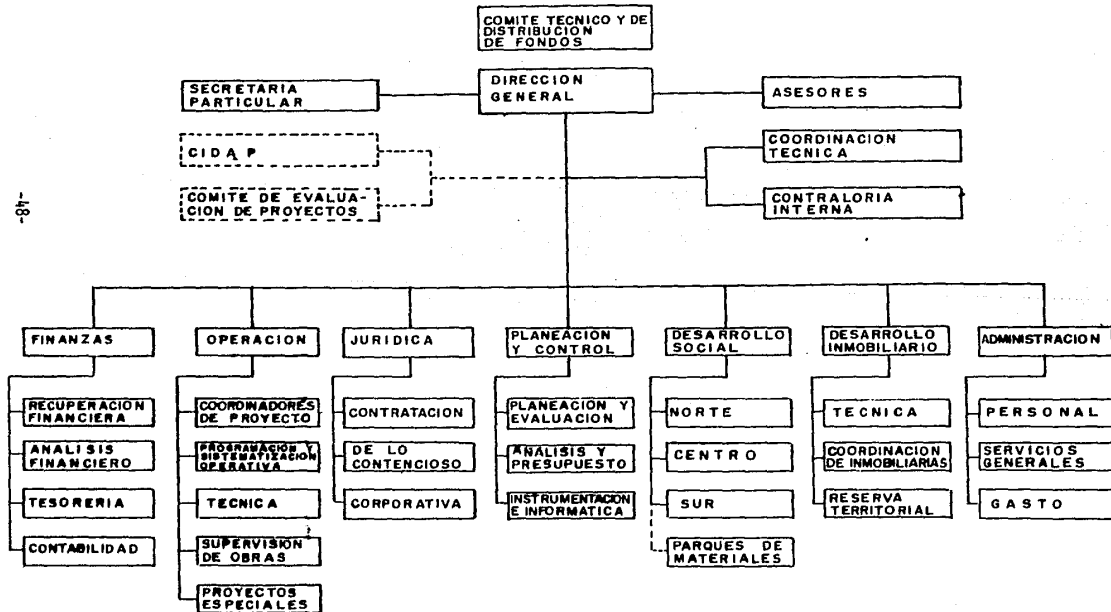 COMITE TECNICO Y DE
DISTRIBUCION
DE FONDOS
DIRECCION
GENERAL
SECRETARIA
PARTICULAR
ASESORES
CIDAP
COMITE DE EVALUA-
CION DE PROYECTOS
COORDINACION
TECNICA
CONTRALORIA
INTERNA
-48-
FINANZAS
RECUPERACION
FINANCIERA
ANALISIS
FINANCIERO
TESORERIA
CONTABILIDAD
OPERACION
COORDINADORES
DE PROYECTO
PROGRAMACION Y
SISTEMATIZACION
OPERATIVA
TECNICA
SUPERVISION
DE OBRAS
PROYECTOS
ESPECIALES
JURIDICA
CONTRATACION
DE LO
CONTENCIOSO
CORPORATIVA
PLANEACION
Y CONTROL
PLANEACION Y
EVALUACION
ANALISIS Y
PRESUPUESTO
INSTRUMENTACION
E INFORMATICA
DESARROLLO
SOCIAL
NORTE
CENTRO
SUR
PARQUES DE
MATERIALES
DESARROLLO
INMOBILIARIO
TECNICA
COORDINACION
DE INMOBILIARIAS
RESERVA
TERRITORIAL
ADMINISTRACION
PERSONAL
SERVICIOS
GENERALES
GASTO